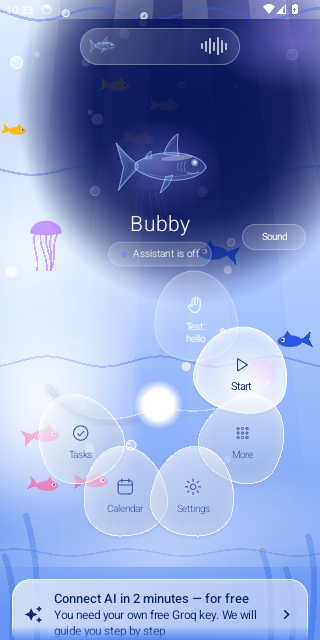 10:33
Bubby
Sound
Assistant is off
Test:
hello
Start
Tasks
More
Calendar
Settings
Connect AI in 2 minutes — for free
You need your own free Groq key. We will
guide you step by step